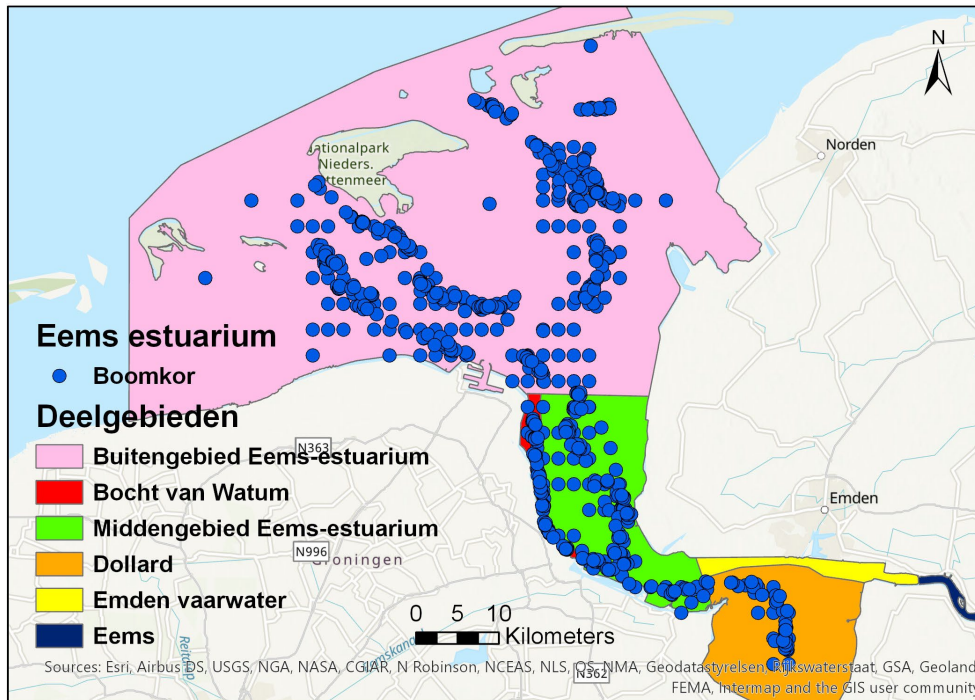 N
Norden
nationalpark
Nieders.
ttenmeer
Eems estuarium
Boomkor
Deelgebieden
N363
Buitengebied Eems-estuarium
Bocht van Watum
Middengebied Eems-estuarium
Emden
N996
Groningen
Dollard
Emden vaarwater
0 5 10
Kilometers
Eems
Sources: Esri, Airbus DS, USGS, NGA, NASA, CGIAR, N Robinson, NCEAS, NLS, OS, NMA, Geodatastyrelsen, Rijkswaterstaat, GSA, Geoland
N362
FEMA, Intermap and the GIS user communi